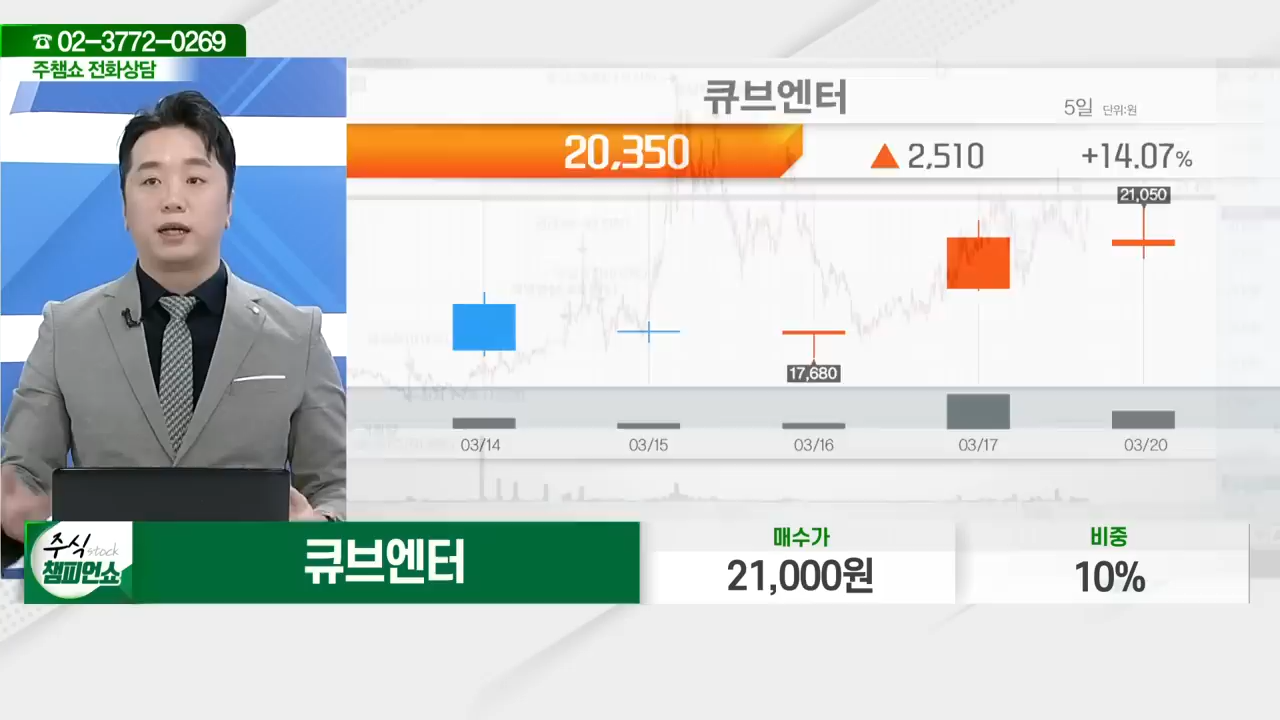 ☎ 02-3772-0269
주챔쇼 전화상담
큐브엔터
5일 단위:원
20,350 ▲ 2,510 +14.07%
21,050
17,680
03/14 03/15 03/16 03/17 03/20
주식 stock
챔피언쇼
큐브엔터
매수가
21,000원
비중
10%